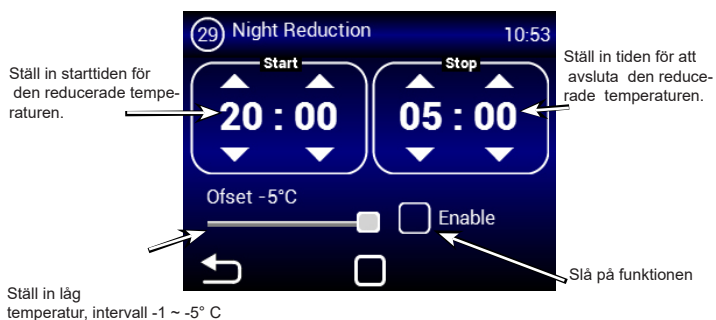 29 Night Reduction 10:53
Start
Stop
20 : 00
05 : 00
Ofset -5°C
Enable
Ställ in starttiden för
den reducerade tempe-
raturen.
Ställ in tiden för att
avsluta den reduce-
rade temperaturen.
Slå på funktionen
Ställ in låg
temperatur, intervall -1 ~ -5° C